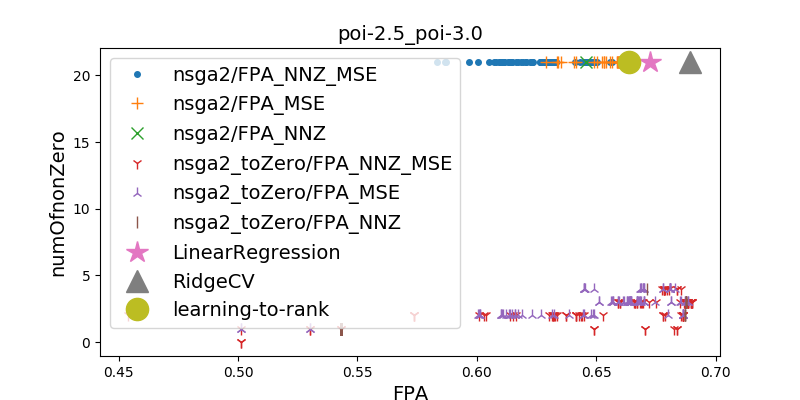 poi-2.5_poi-3.0
numOfnonZero
20
15
10
5
0
nsga2/FPA_NNZ_MSE
nsga2/FPA_MSE
nsga2/FPA_NNZ
nsga2_toZero/FPA_NNZ_MSE
nsga2_toZero/FPA_MSE
nsga2_toZero/FPA_NNZ
LinearRegression
RidgeCV
learning-to-rank
0.45 0.50 0.55 0.60 0.65 0.70
FPA